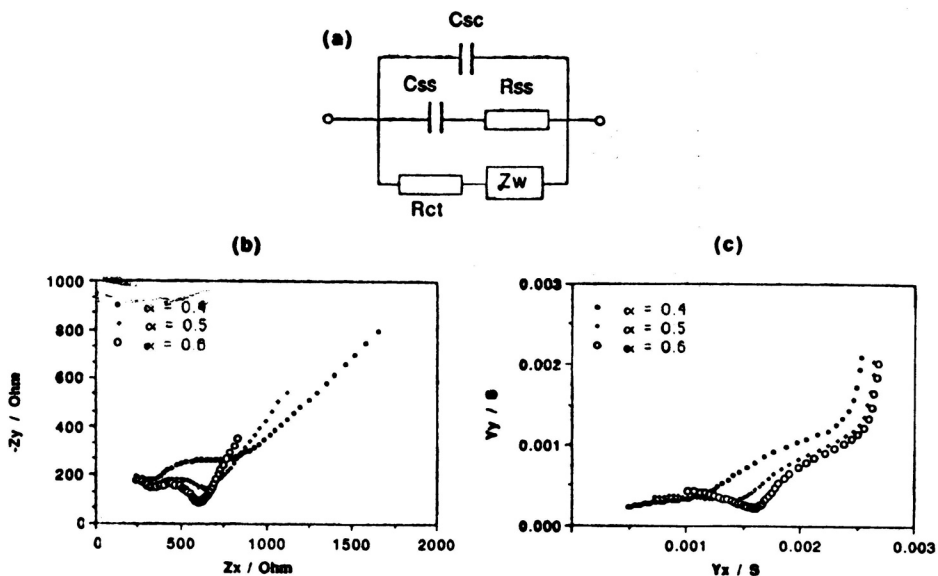 (a)
Csc
Css
Rss
Rct
Zw
(b)
1000
800
600
400
200
0
-Zy / Ohm
α = 0.4
α = 0.5
α = 0.6
0
500
1000
1500
2000
Zx / Ohm
(c)
0.003
0.002
0.001
0.000
Yy / S
α = 0.4
α = 0.5
α = 0.6
0.001
0.002
0.003
Yx / S